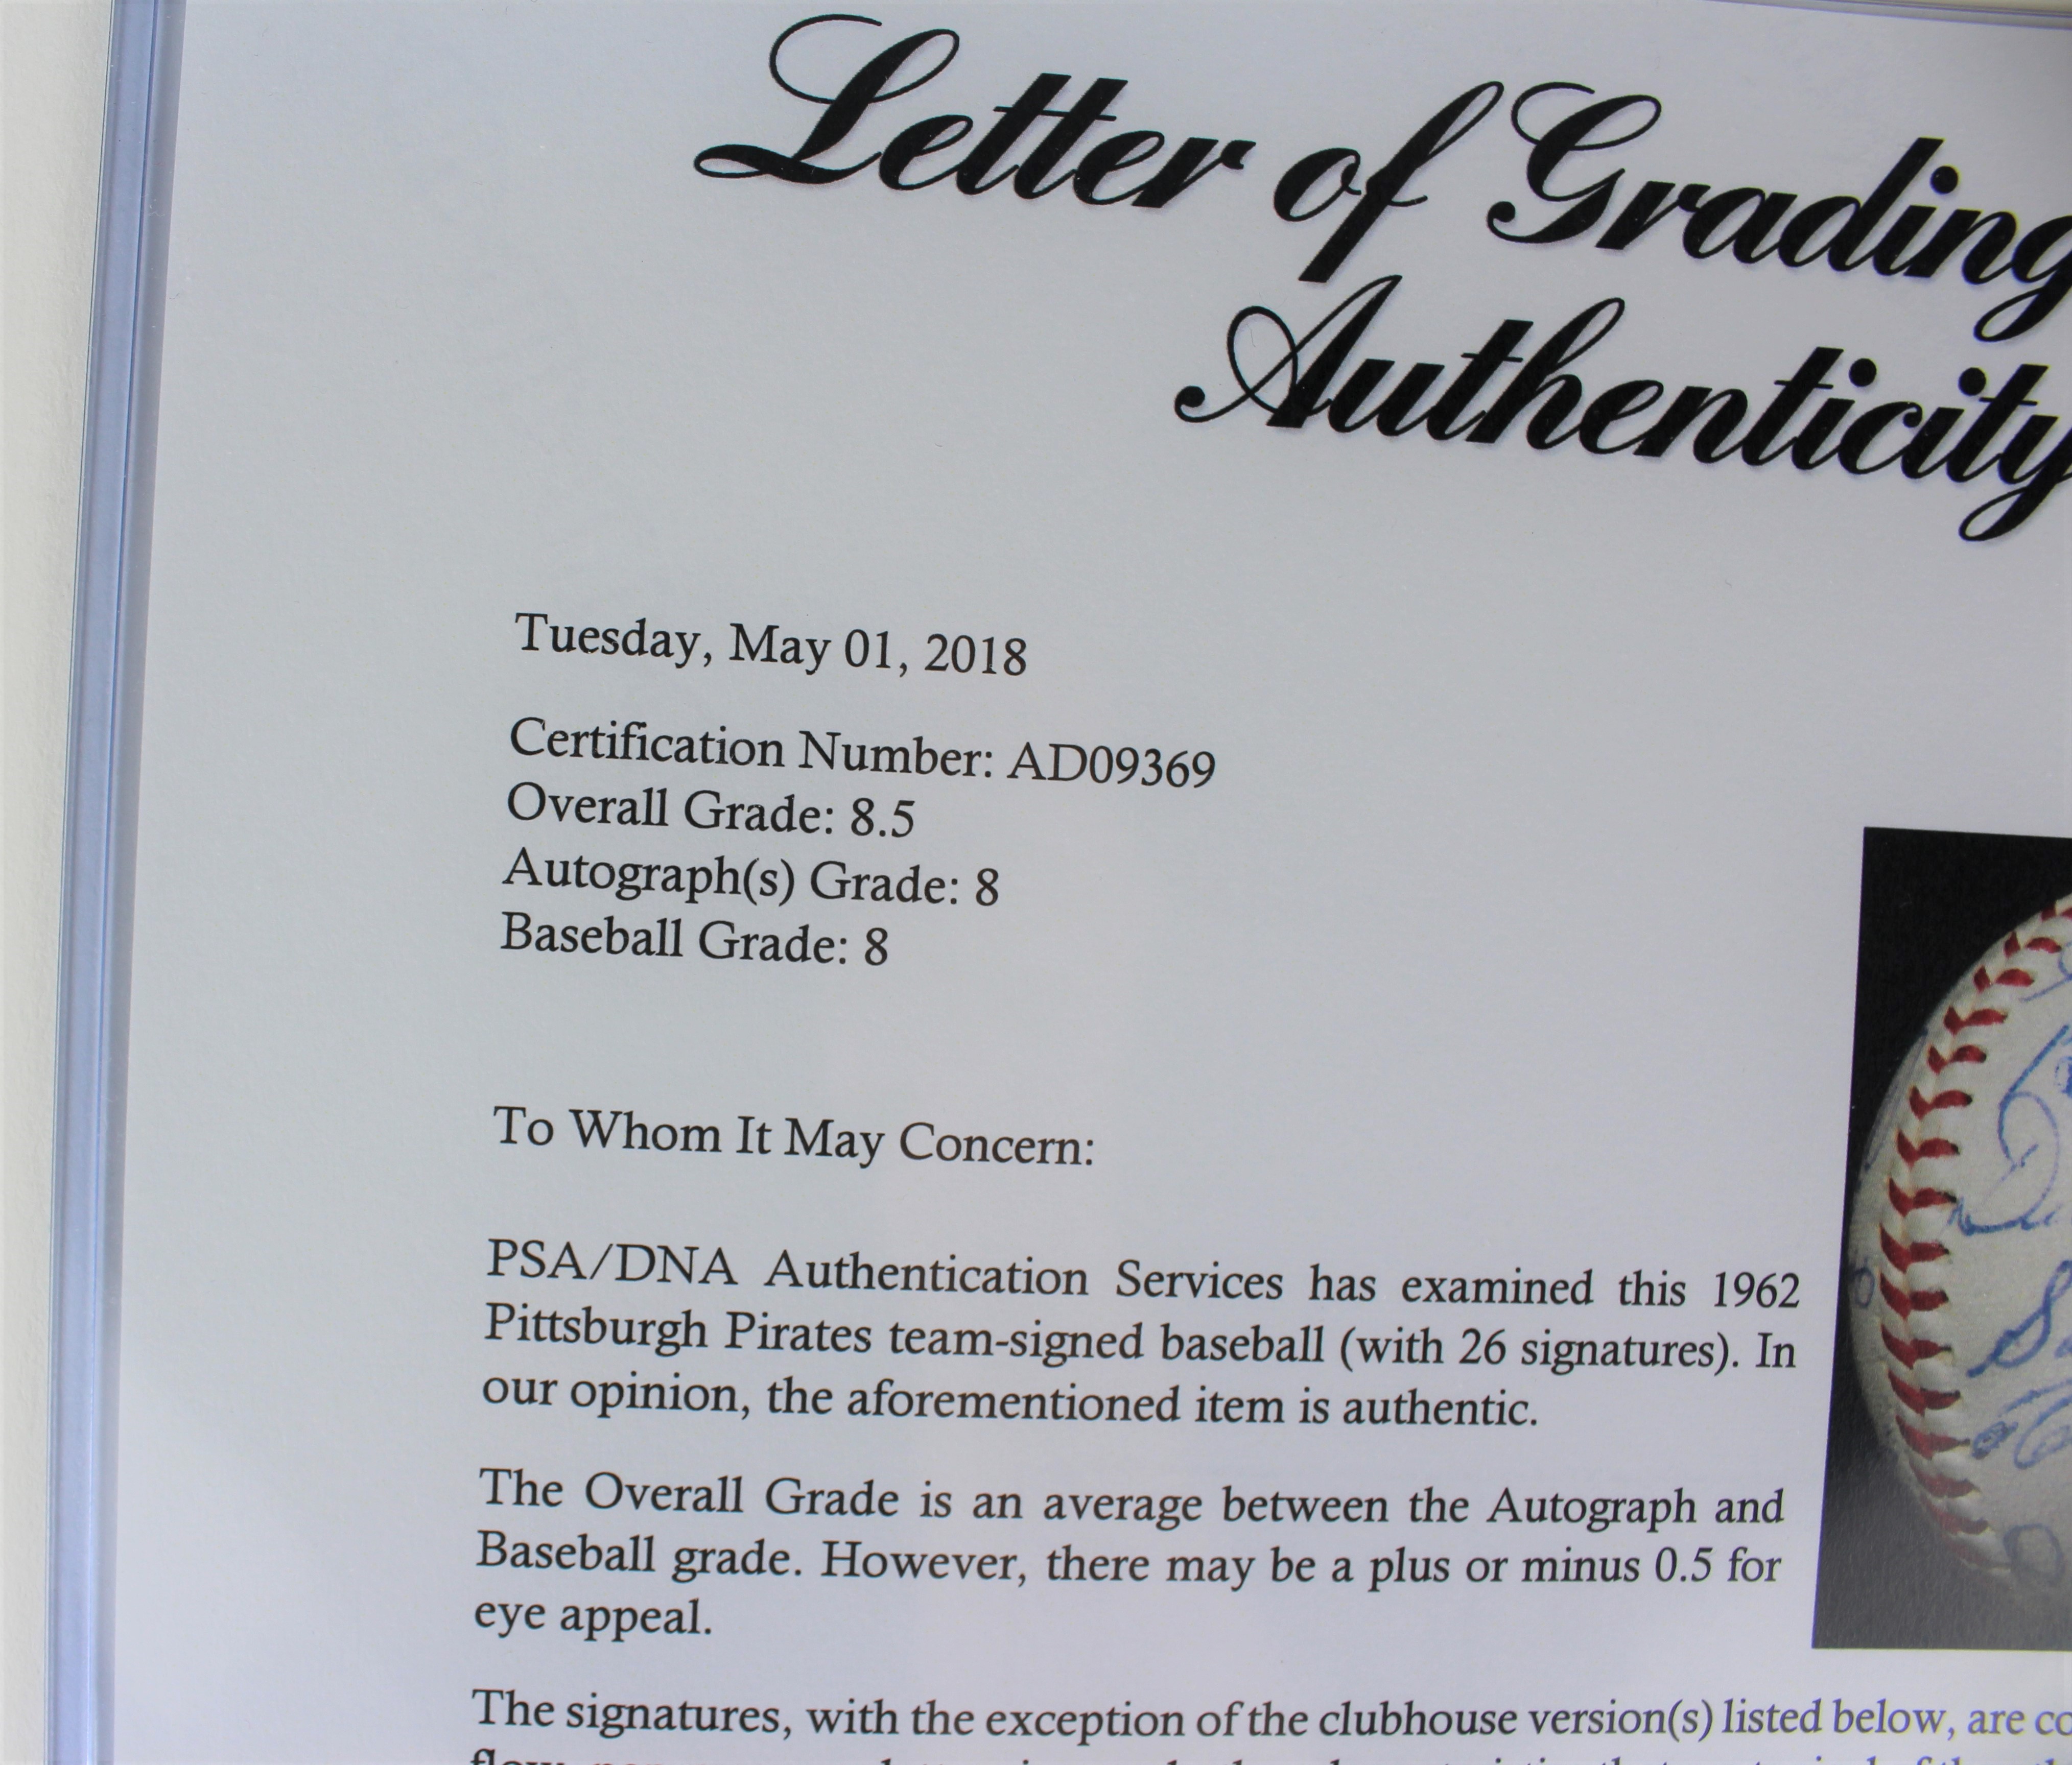 Letter of Grading
Authenticity
Tuesday, May 01, 2018
Certification Number: AD09369
Overall Grade: 8.5
Autograph(s) Grade: 8
Baseball Grade: 8
To Whom It May Concern:
PSA/DNA Authentication Services has examined this 1962
Pittsburgh Pirates team-signed baseball (with 26 signatures). In
our opinion, the aforementioned item is authentic.
The Overall Grade is an average between the Autograph and
Baseball grade. However, there may be a plus or minus 0.5 for
eye appeal.
The signatures, with the exception of the clubhouse version(s) listed below, are